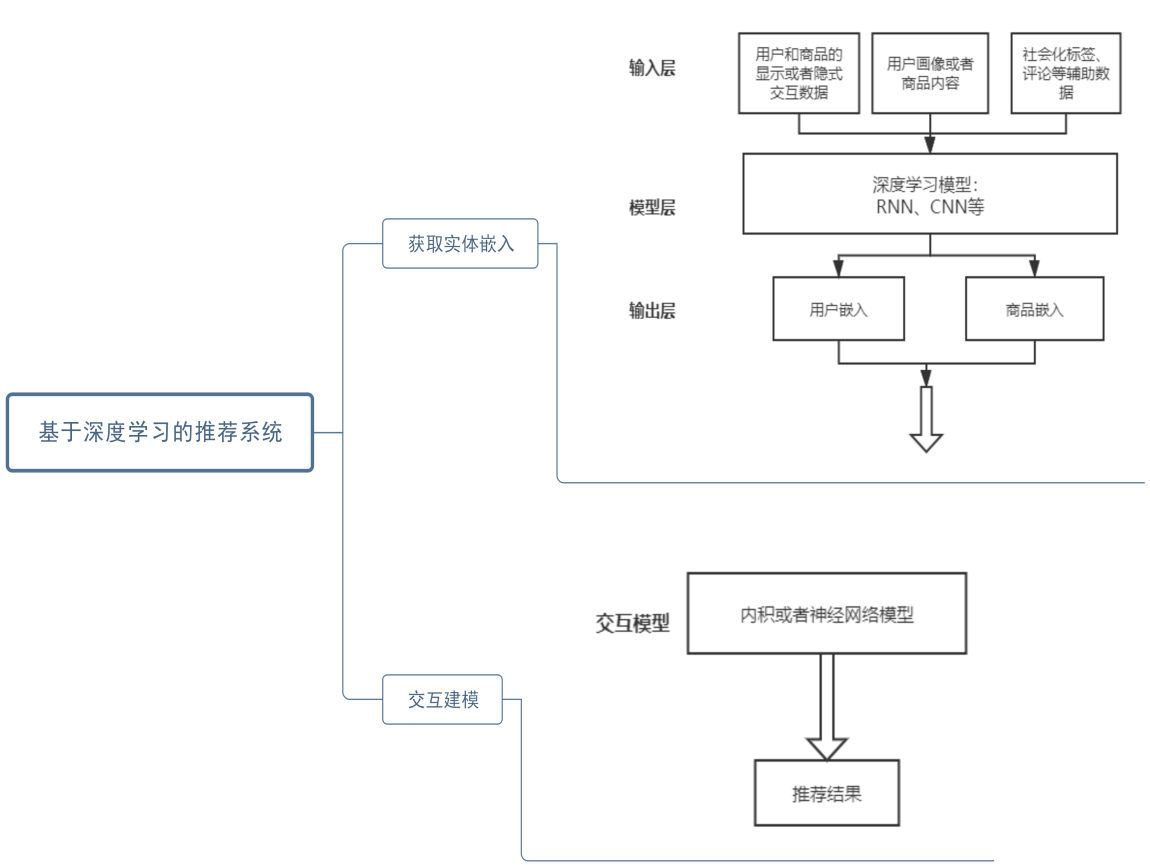 基于深度学习的推荐系统
获取实体嵌入
输入层
用户和商品的
显示或者隐式
交互数据
用户画像或者
商品内容
社会化标签、
评论等辅助数
据
模型层
深度学习模型：
RNN、CNN等
输出层
用户嵌入
商品嵌入
交互建模
交互模型
内积或者神经网络模型
推荐结果